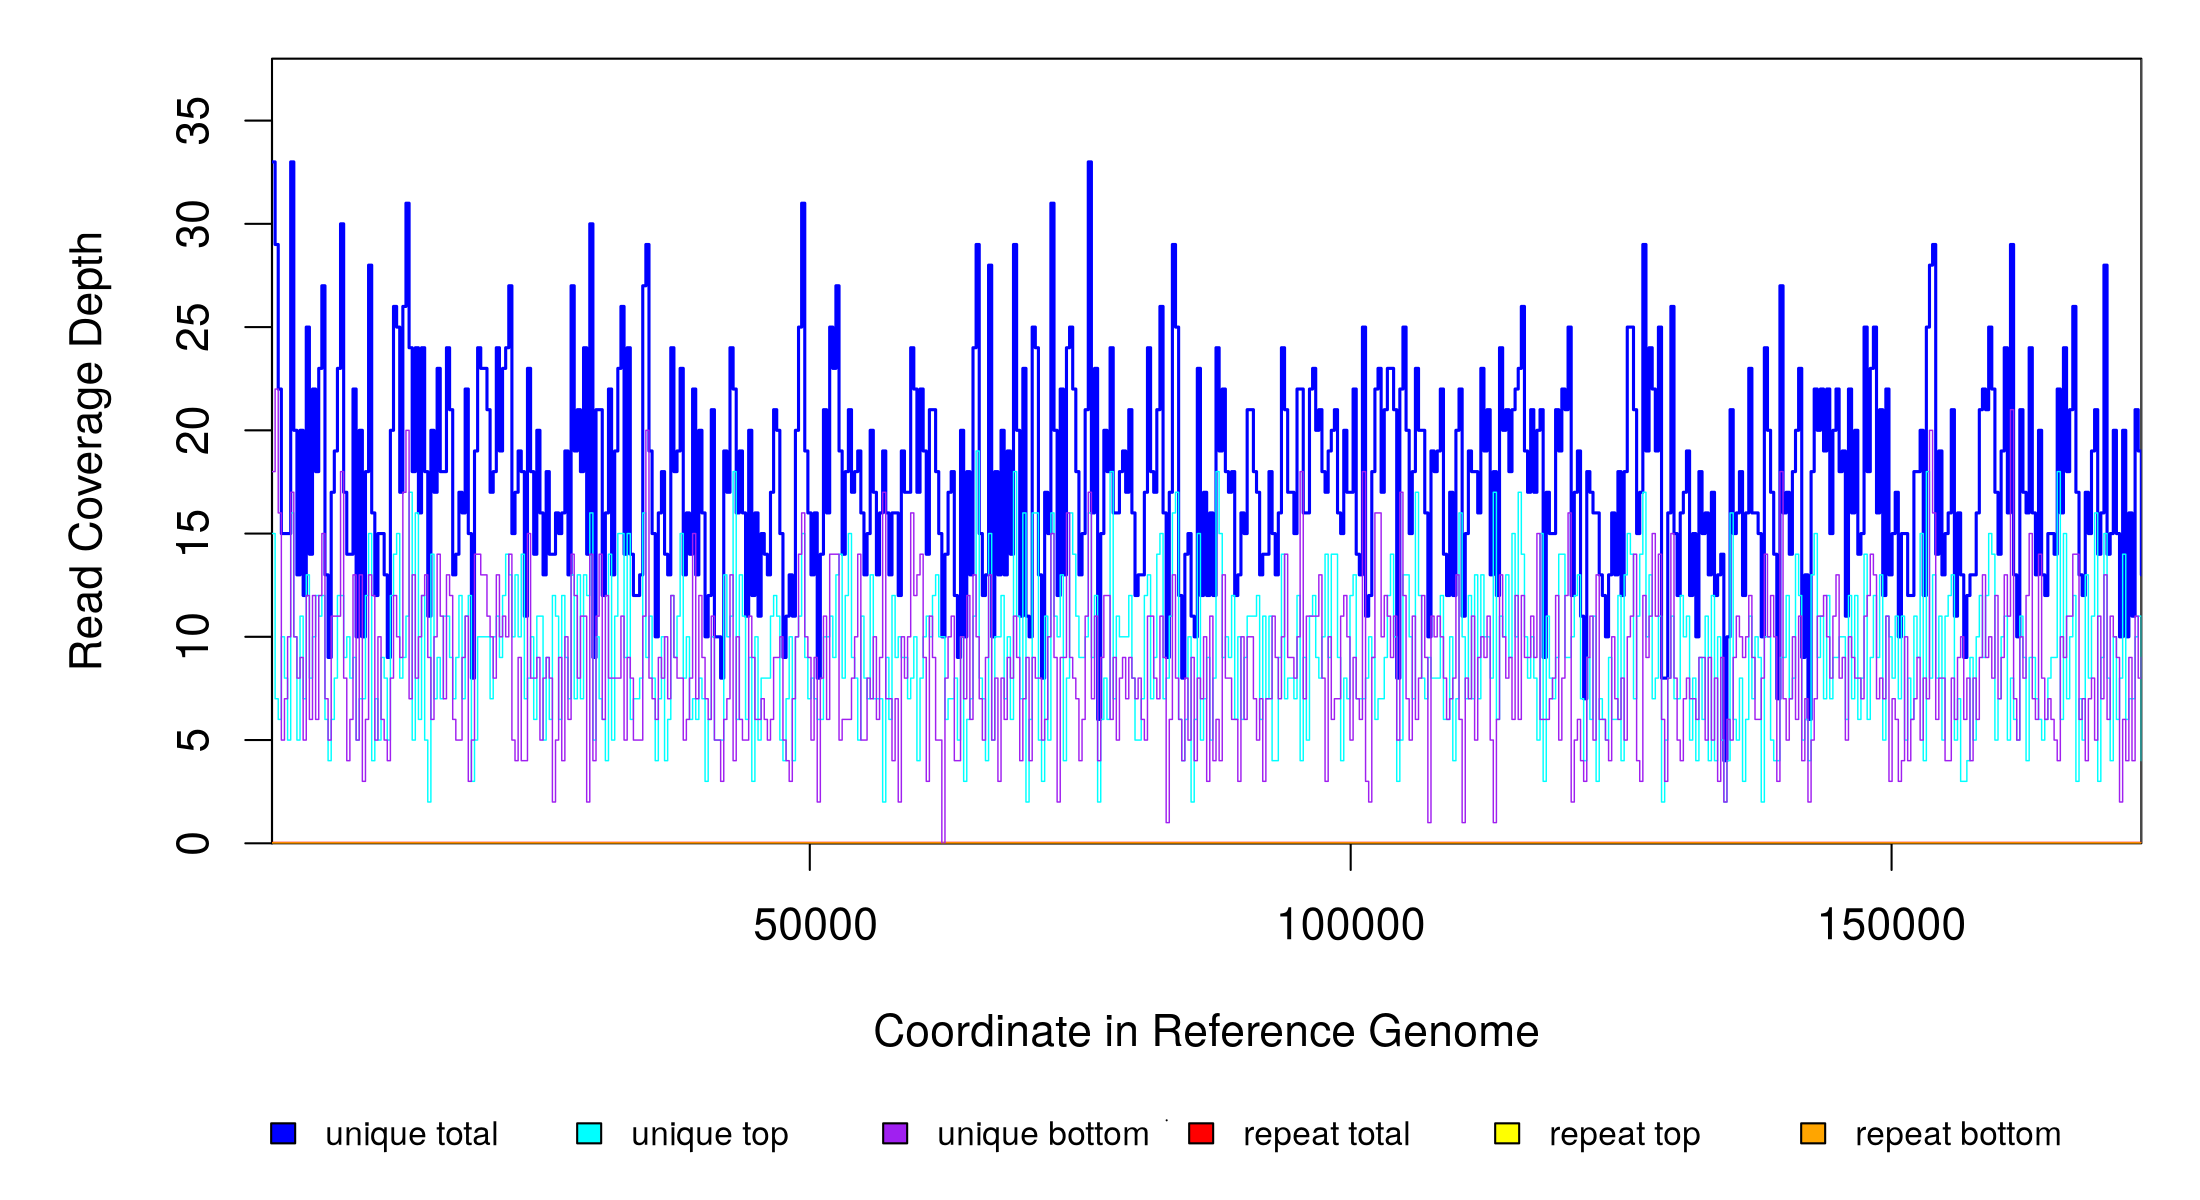 Read Coverage Depth
35
30
25
20
15
10
5
0
50000 100000 150000
Coordinate in Reference Genome
unique total unique top unique bottom repeat total repeat top repeat bottom